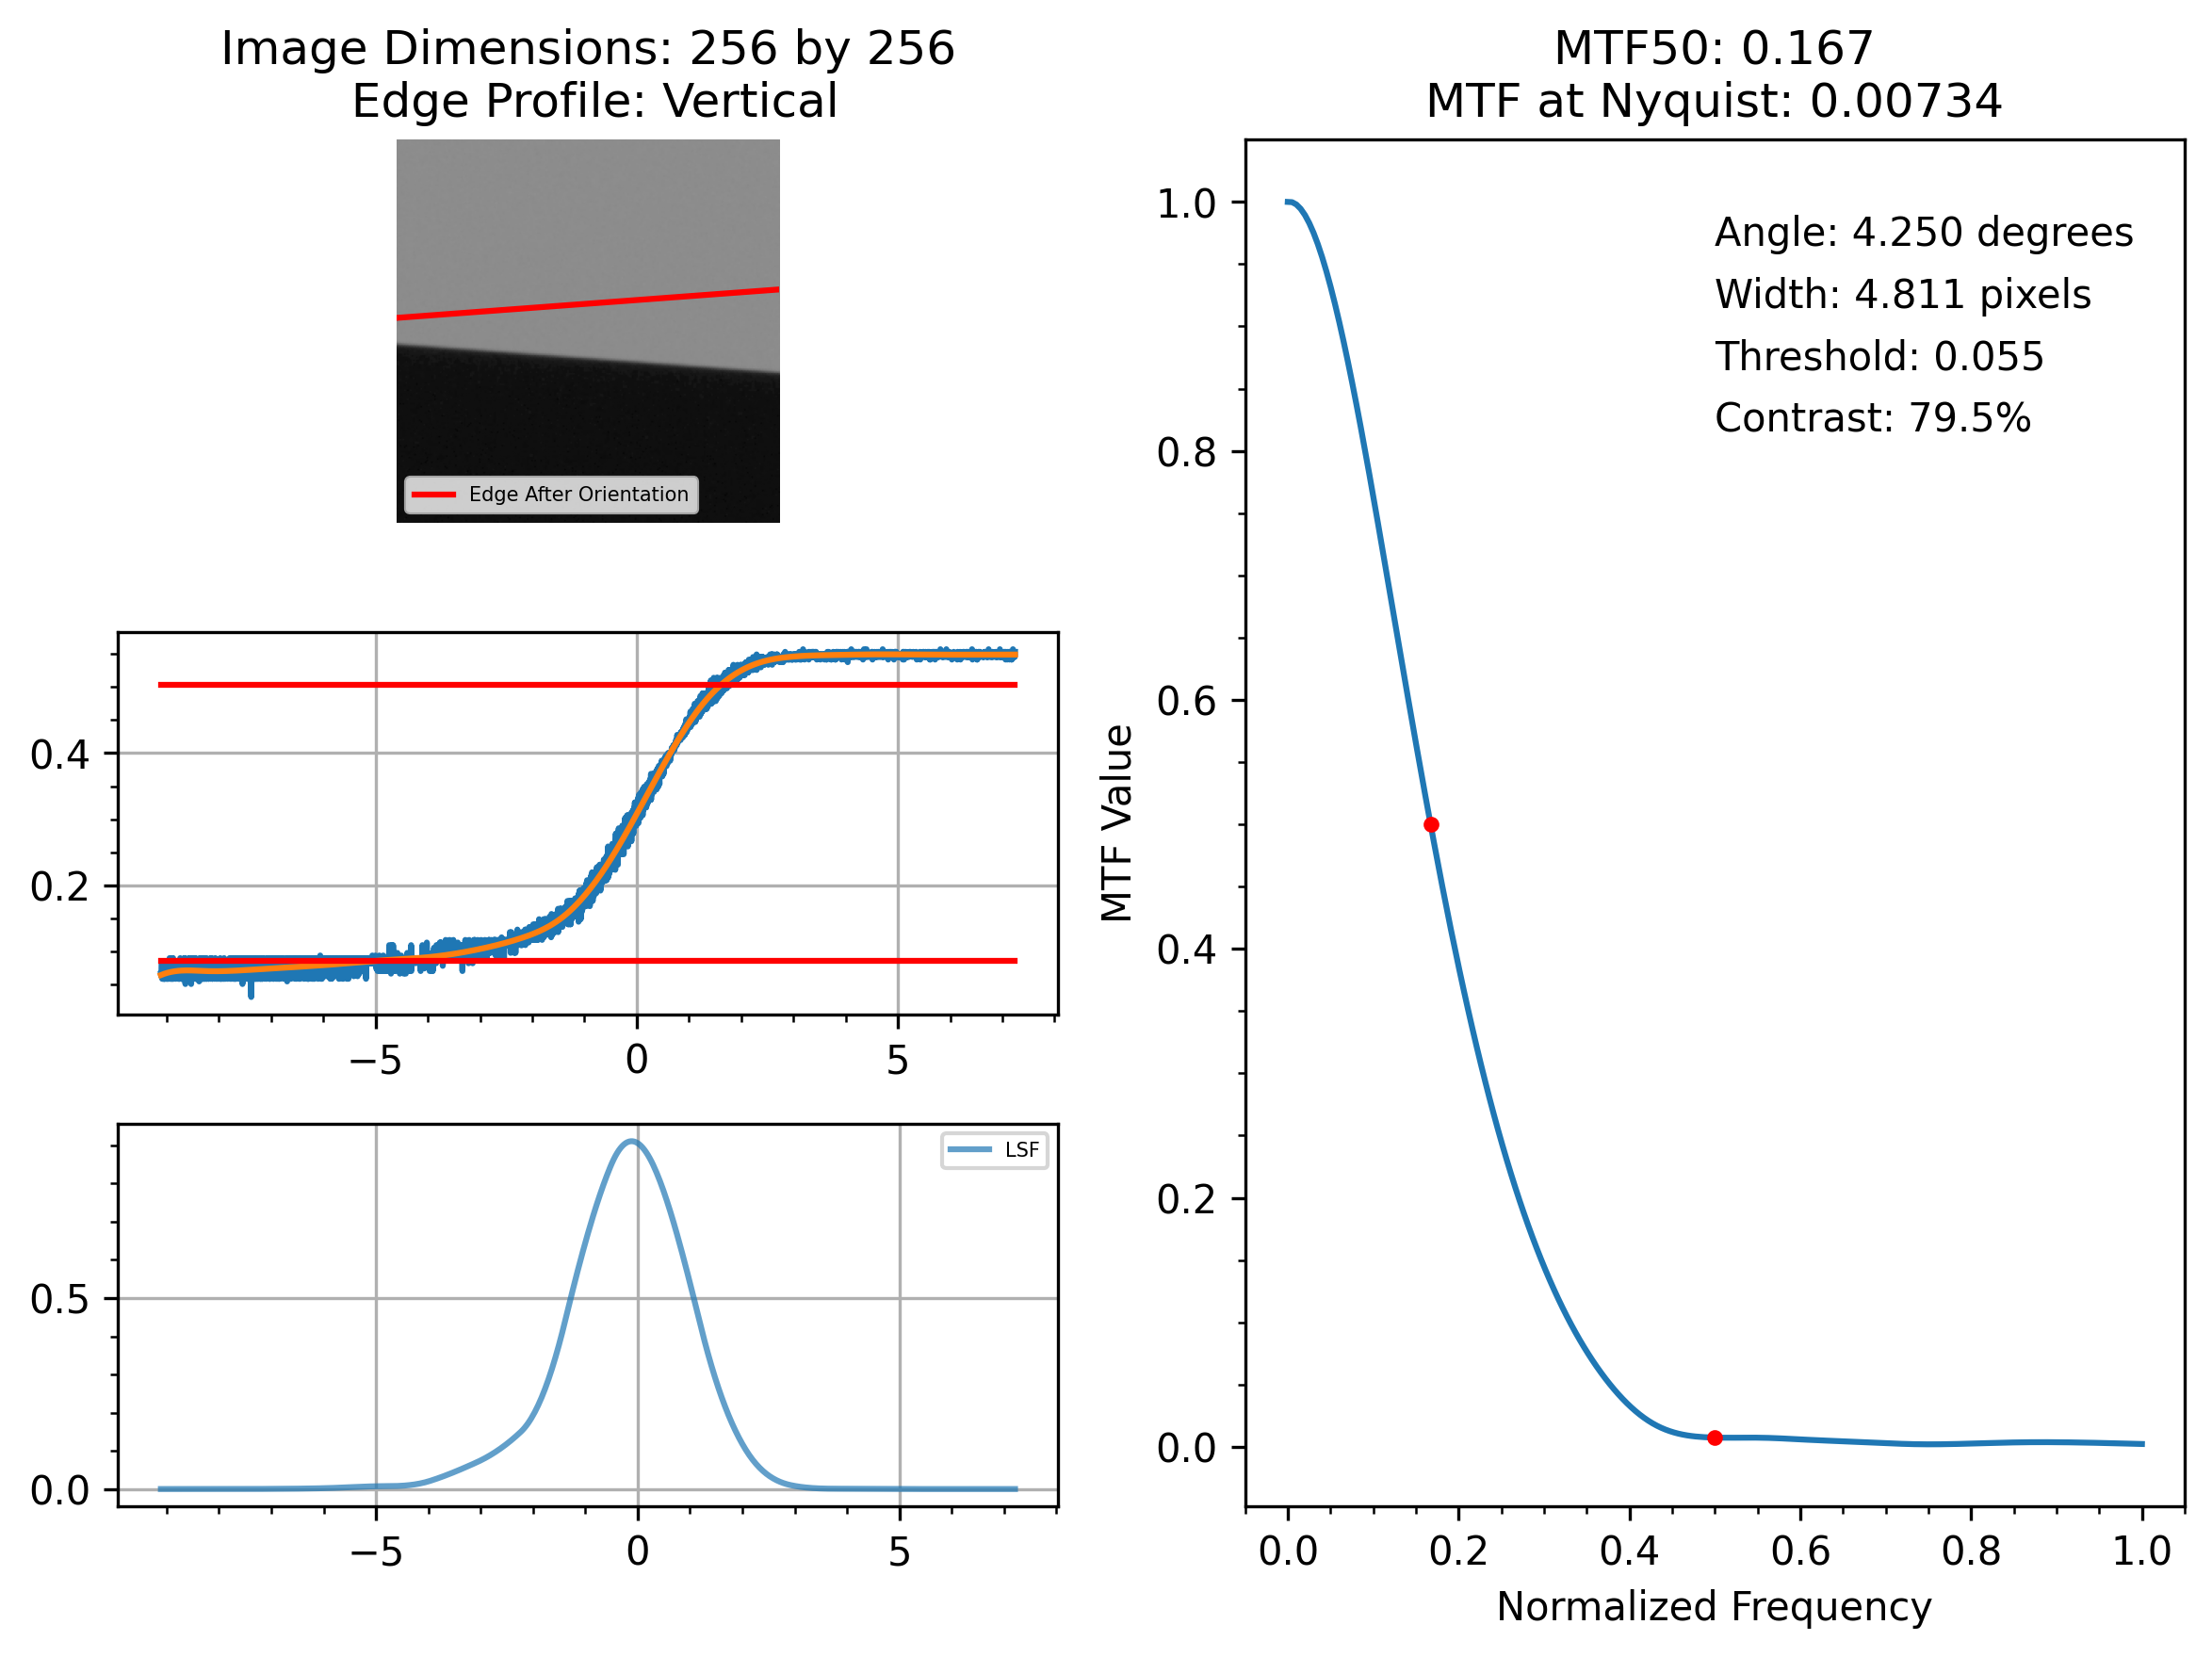 Image Dimensions: 256 by 256
Edge Profile: Vertical
Edge After Orientation
0.4
0.2
−5 0 5
LSF
0.5
0.0
−5 0 5
MTF50: 0.167
MTF at Nyquist: 0.00734
Angle: 4.250 degrees
Width: 4.811 pixels
Threshold: 0.055
Contrast: 79.5%
MTF Value
1.0
0.8
0.6
0.4
0.2
0.0
0.0 0.2 0.4 0.6 0.8 1.0
Normalized Frequency